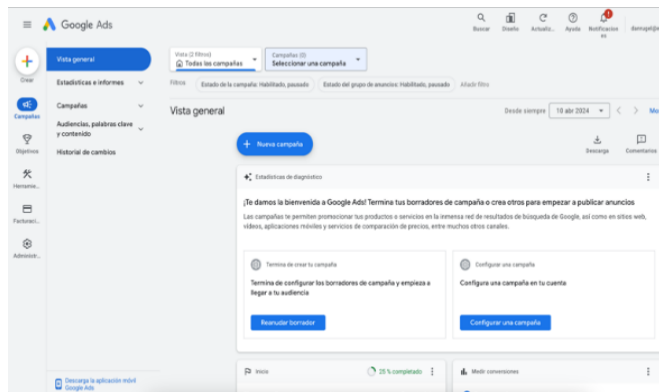 Google Ads
Buscar
Diseño
Actualiz...
Ayuda
Notificacion
es
Crear
Campañas
Objetivos
Herramie...
Facturaci...
Administr...
Vista general
Estadísticas e informes
Campañas
Audiencias, palabras clave
y contenido
Historial de cambios
Descarga la aplicación móvil
Google Ads
Vista (2 filtros)
Todas las campañas
Campañas (0)
Seleccionar una campaña
Filtros
Estado de la campaña: Habilitado, pausado
Estado del grupo de anuncios: Habilitado, pausado
Añadir filtro
Vista general
Desde siempre
10 abr 2024
Mo
Nueva campaña
Descarga
Comentarios
Estadísticas de diagnóstico
¡Te damos la bienvenida a Google Ads! Termina tus borradores de campaña o crea otros para empezar a publicar anuncios
Las campañas te permiten promocionar tus productos o servicios en la inmensa red de resultados de búsqueda de Google, así como en sitios web,
vídeos, aplicaciones móviles y servicios de comparación de precios, entre muchos otros canales.
Termina de crear tu campaña
Termina de configurar los borradores de campaña y empieza a
llegar a tu audiencia
Reanudar borrador
Configurar una campaña
Configura una campaña en tu cuenta
Configurar una campaña
Inicio
25 % completado
Medir conversiones